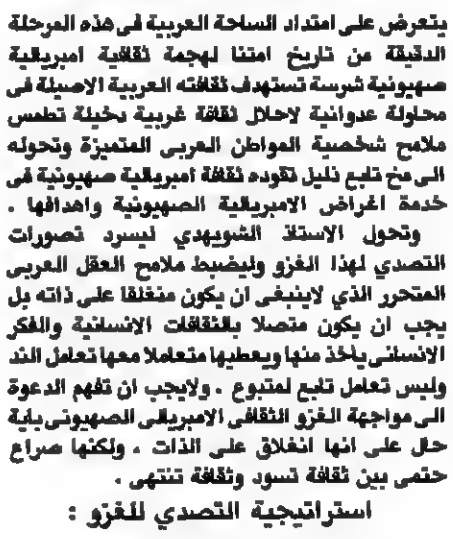 يتعرض على امتداد الساحة العربية فى هذه المرحلة
الدقيقة من تاريخ امتنا لهجمة ثقافية امبريالية
صهيونية شرسة تستهدف ثقافته العربية الاصيلة فى
محاولة عدوانية لاحلال ثقافة غربية دخيلة تطمس
ملامح شخصية المواطن العربى المتميزة وتحوله
الى مخ تابع ذليل تقوده ثقافة امبريالية صهيونية فى
خدمة اغراض الامبريالية الصهيونية واهدافها .
وتحول الاستاذ الشويهدي ليسرد تصورات
التصدي لهذا الغزو وليضبط ملامح العقل العربى
المتحرر الذي لاينبغى ان يكون منغلقا على ذاته بل
يجب ان يكون متصلا بالثقافات الانسانية والفكر
الانسانى ياخذ منها ويعطيها متعاملا معها تعامل الند
وليس تعامل تابع لمتبوع . ولايجب ان تفهم الدعوة
الى مواجهة الغزو الثقافى الامبريالى الصهيونى باية
حال على انها انغلاق على الذات . ولكنها صراع
حتمى بين ثقافة تسود وثقافة تنتهى .
استراتيجية التصدي للغزو :